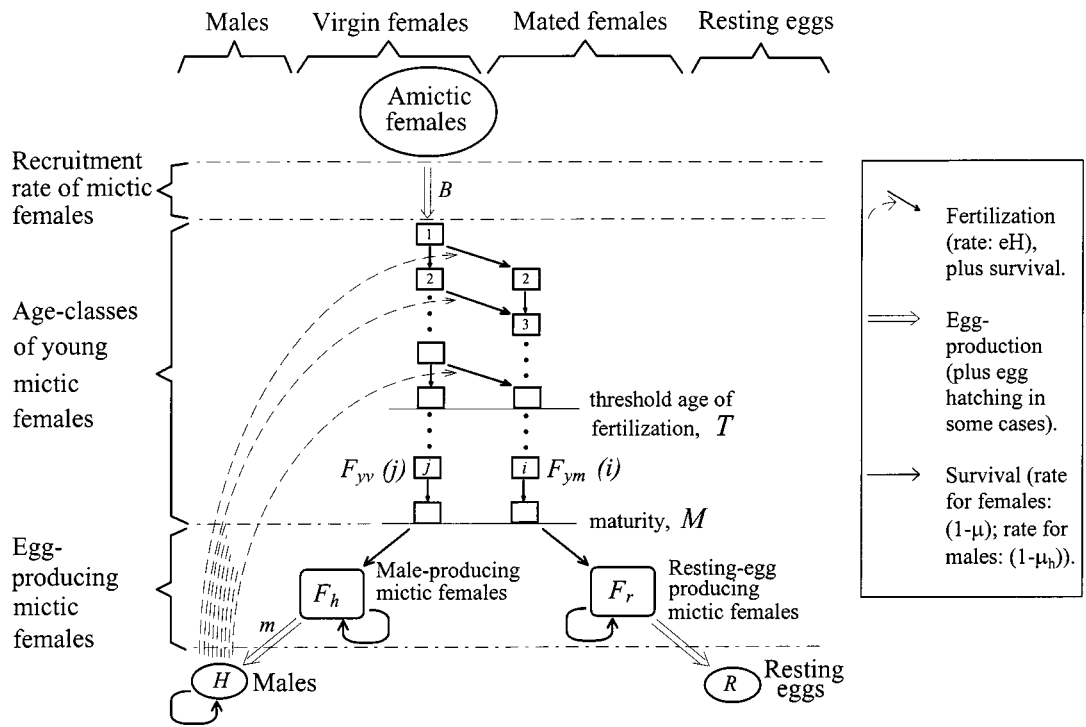 Males
Virgin females
Mated females
Resting eggs
Amictic
females
Recruitment
rate of mictic
females
B
Age-classes
of young
mictic
females
1
2
2
3
threshold age of
fertilization, T
F_yv (j)
j
i
F_ym (i)
maturity, M
Egg-
producing
mictic
females
F_h
Male-producing
mictic females
F_r
Resting-egg
producing
mictic females
m
H
Males
R
Resting
eggs
Fertilization
(rate: eH),
plus survival.
Egg-
production
(plus egg
hatching in
some cases).
Survival (rate
for females:
(1-μ); rate for
males: (1-μ_h)).